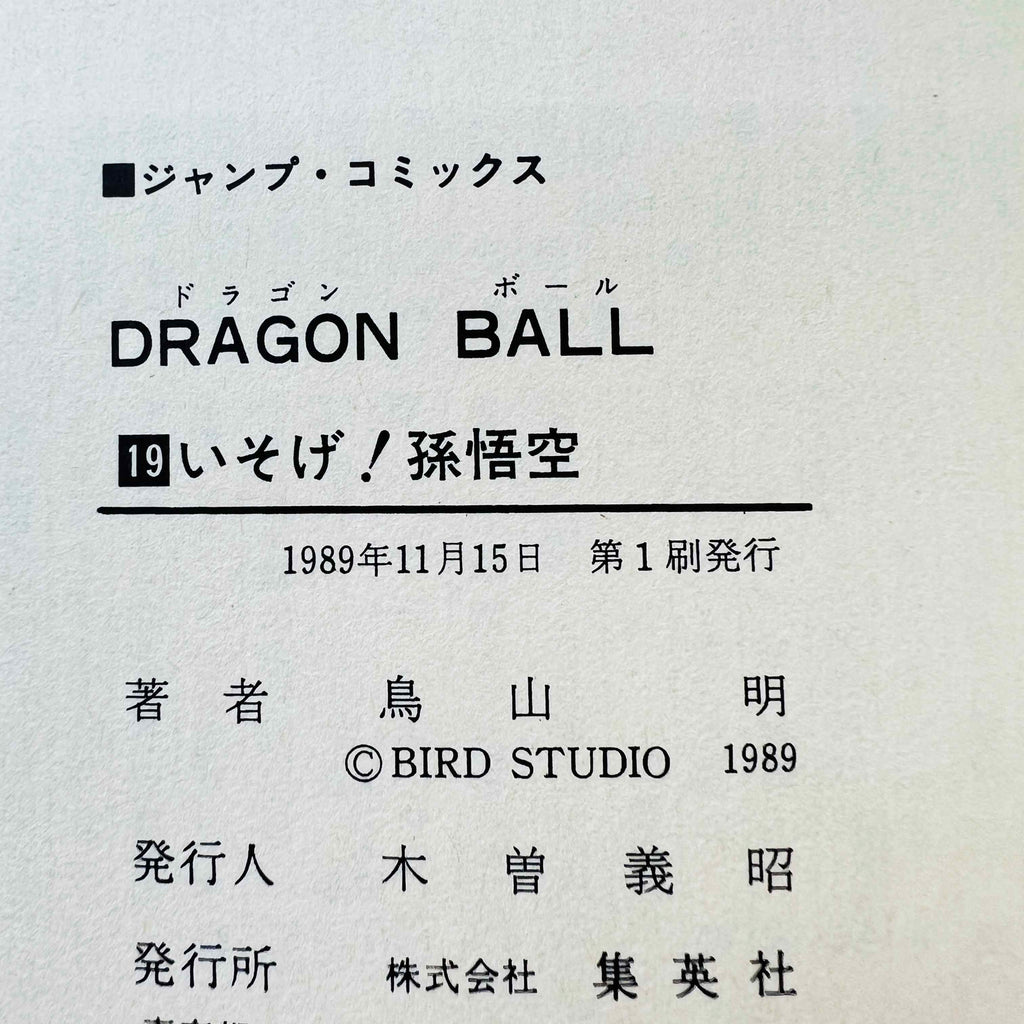 ■ジャンプ・コミックス
ドラゴン ボール
DRAGON BALL
19 いそげ!孫悟空
1989年11月15日 第1刷発行
著者 鳥山明
©BIRD STUDIO 1989
発行人 木曽義昭
発行所 株式会社 集英社